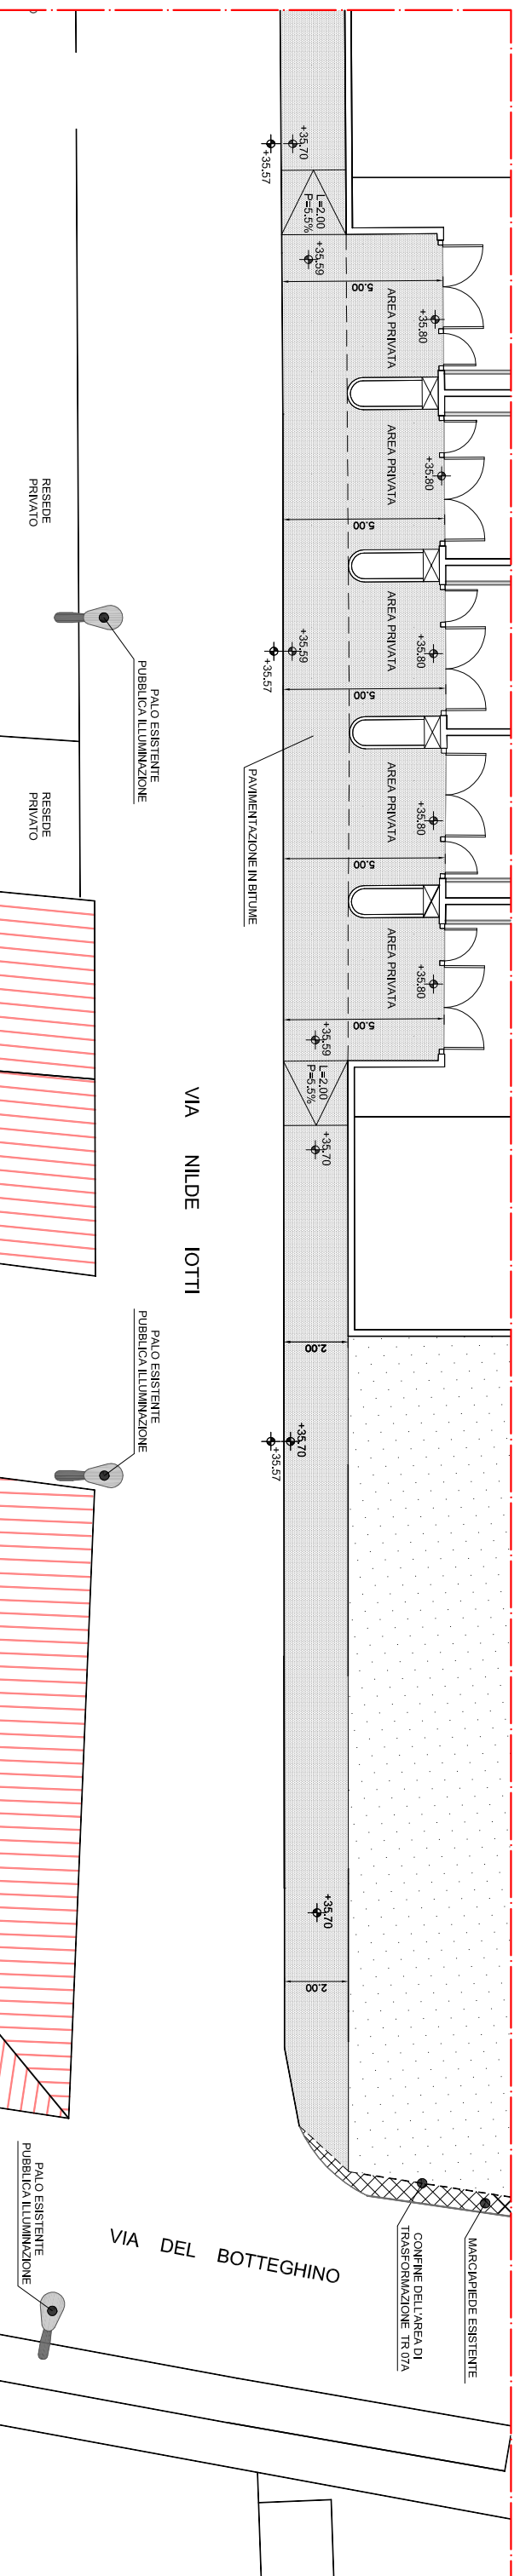 +35.70
+35.57
L=2.00
P=5.5%
+35.59
5.00
AREA PRIVATA
+35.80
AREA PRIVATA
+35.80
5.00
RESEDE
PRIVATO
AREA PRIVATA
+35.80
+35.59
+35.57
5.00
PALO ESISTENTE
PUBBLICA ILLUMINAZIONE
PAVIMENTAZIONE IN BITUME
RESEDE
PRIVATO
AREA PRIVATA
+35.80
5.00
AREA PRIVATA
+35.80
5.00
+35.59
L=2.00
P=5.5%
+35.70
VIA NILDE IOTTI
2.00
PALO ESISTENTE
PUBBLICA ILLUMINAZIONE
+35.70
+35.57
+35.70
2.00
PALO ESISTENTE
PUBBLICA ILLUMINAZIONE
VIA DEL BOTTEGHINO
CONFINE DELL'AREA DI
TRASFORMAZIONE TR 07A
MARCIAPIEDE ESISTENTE